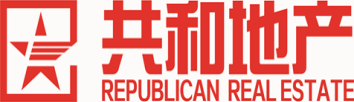 共和地产
REPUBLICAN REAL ESTATE